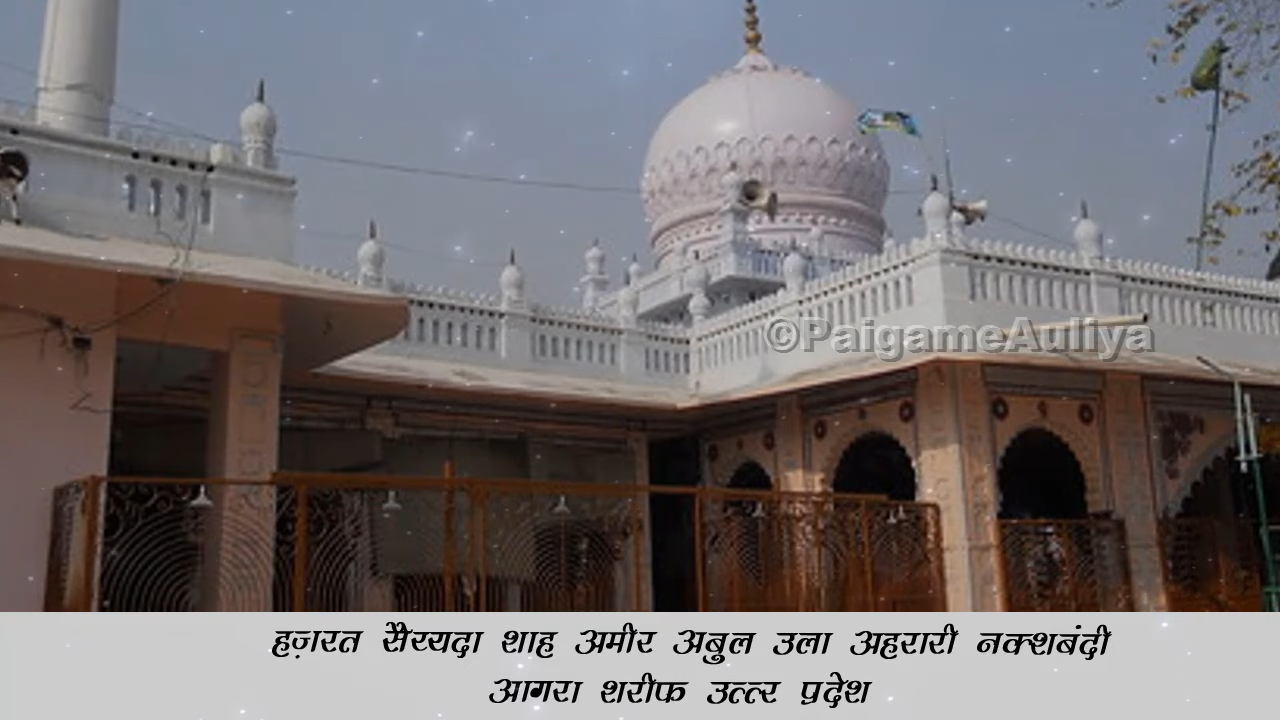 ©PaigameAuliya
हज़रत सैय्यदा शाह अमीर अबुल उला अहरारी नक्शबंदी
आगरा शरीफ उत्तर प्रदेश